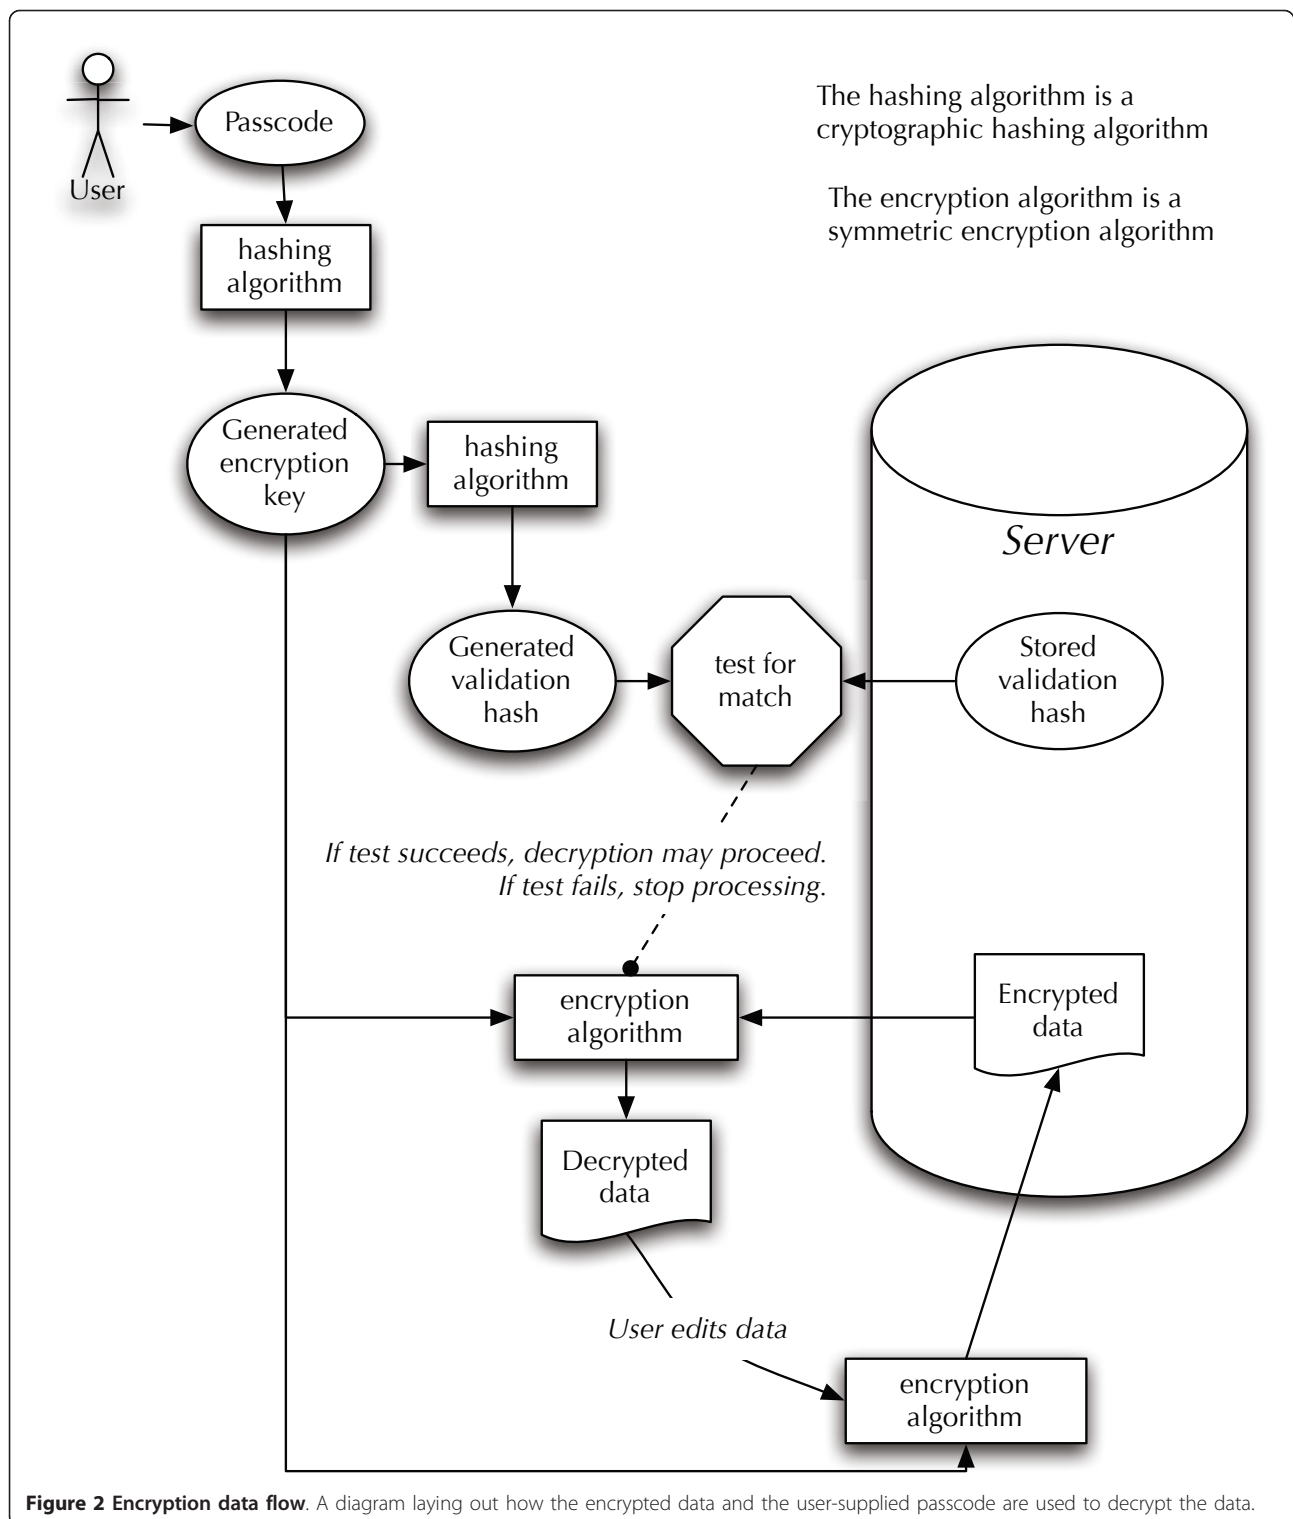 User
Passcode
The hashing algorithm is a
cryptographic hashing algorithm
The encryption algorithm is a
symmetric encryption algorithm
hashing
algorithm
Generated
encryption
key
hashing
algorithm
Server
Generated
validation
hash
test for
match
Stored
validation
hash
If test succeeds, decryption may proceed.
If test fails, stop processing.
encryption
algorithm
Encrypted
data
Decrypted
data
User edits data
encryption
algorithm
Figure 2 Encryption data flow. A diagram laying out how the encrypted data and the user-supplied passcode are used to decrypt the data.